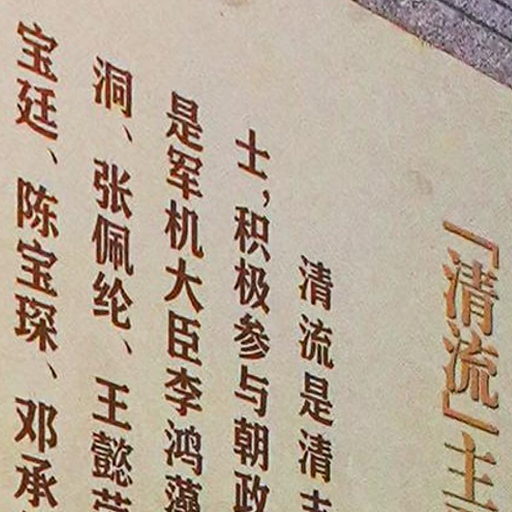 「清流」主
清流是清
士，积极参与朝政
是军机大臣李鸿藻
洞、张佩纶、王懿
宝廷、陈宝琛、邓承